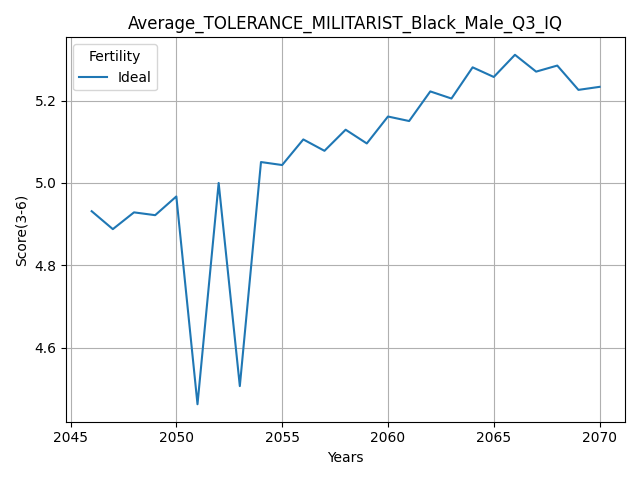 Average_TOLERANCE_MILITARIST_Black_Male_Q3_IQ
Fertility
Ideal
Score(3-6)
5.2
5.0
4.8
4.6
2045 2050 2055 2060 2065 2070
Years